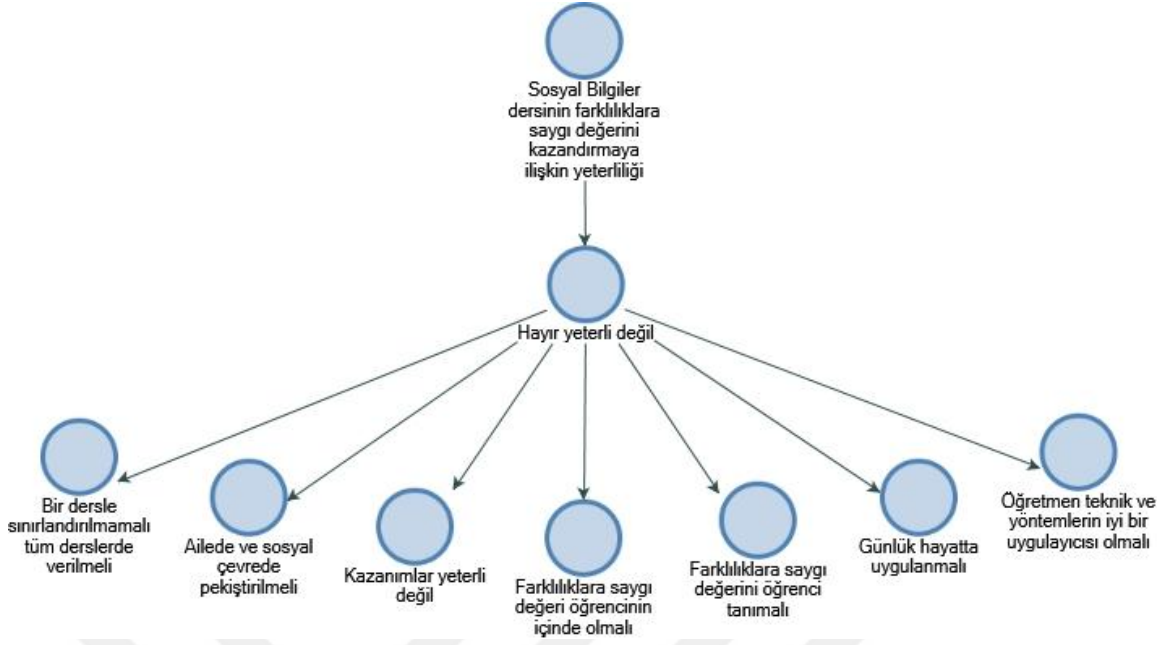 Sosyal Bilgiler
dersinin farklılıklara
saygı değerini
kazandırmaya
ilişkin yeterliliği
Hayır yeterli değil
Bir dersle
sınırlandırılmamalı
tüm derslerde
verilmeli
Ailede ve sosyal
çevrede
pekiştirilmeli
Kazanımlar yeterli
değil
Farklılıklara saygı
değeri öğrencinin
içinde olmalı
Farklılıklara saygı
değerini öğrenci
tanımalı
Günlük hayatta
uygulanmalı
Öğretmen teknik ve
yöntemlerin iyi bir
uygulayıcısı olmalı